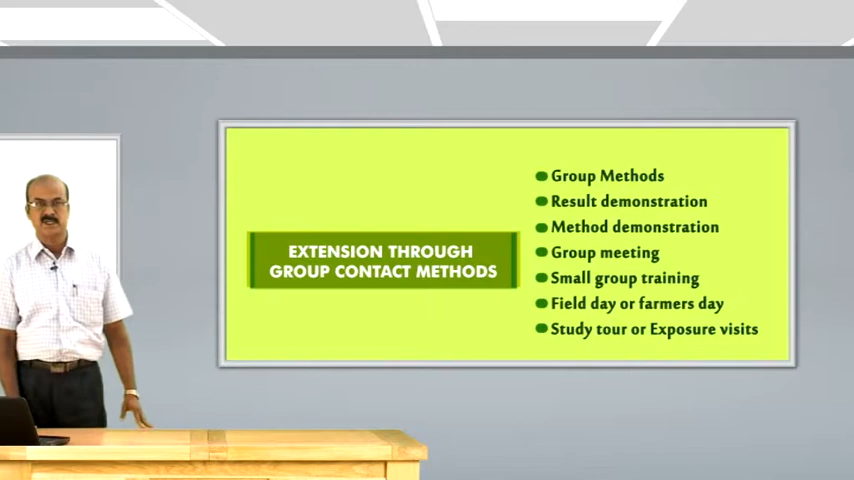 EXTENSION THROUGH
GROUP CONTACT METHODS
Group Methods
Result demonstration
Method demonstration
Group meeting
Small group training
Field day or farmers day
Study tour or Exposure visits